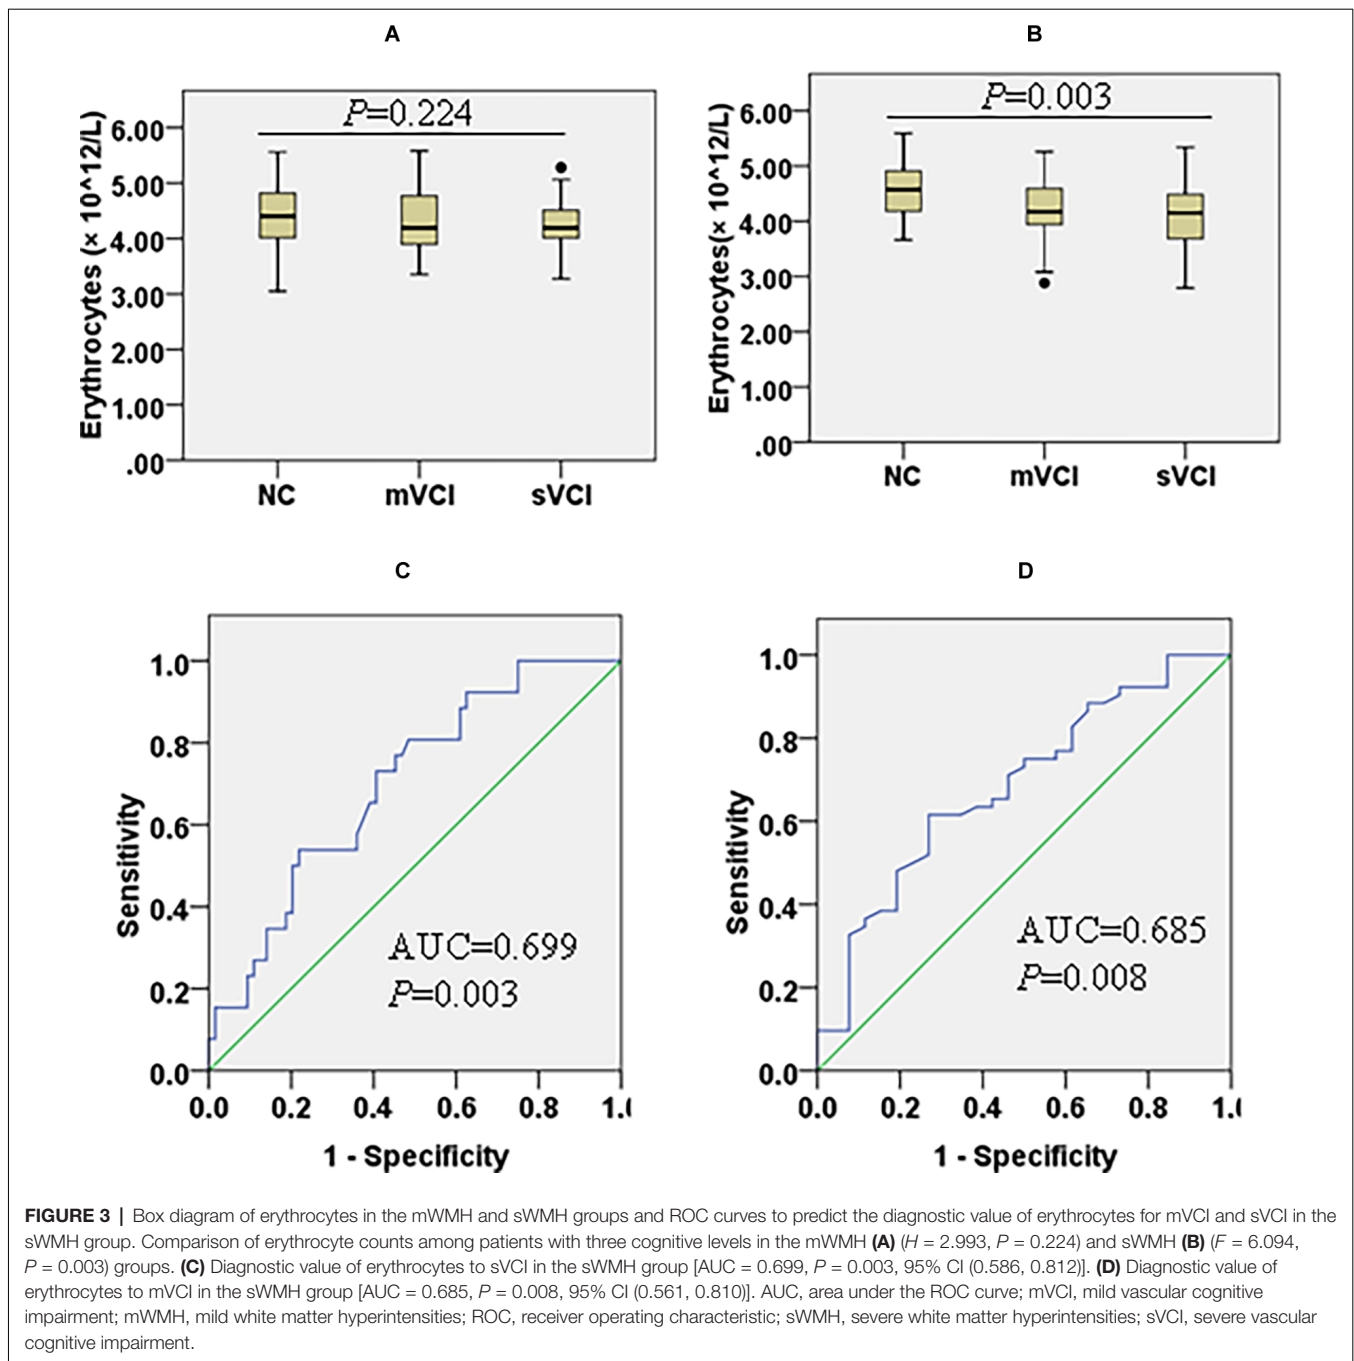 A
P=0.224
Erythrocytes (× 10^12/L)
6.00
5.00
4.00
3.00
2.00
1.00
.00
NC mVCI sVCI
B
P=0.003
Erythrocytes(× 10^12/L)
6.00
5.00
4.00
3.00
2.00
1.00
.00
NC mVCI sVCI
C
Sensitivity
1.0
0.8
0.6
0.4
0.2
0.0
AUC=0.699
P=0.003
0.0 0.2 0.4 0.6 0.8 1.
1 - Specificity
D
Sensitivity
1.0
0.8
0.6
0.4
0.2
0.0
AUC=0.685
P=0.008
0.0 0.2 0.4 0.6 0.8 1.
1 - Specificity
FIGURE 3 | Box diagram of erythrocytes in the mWMH and sWMH groups and ROC curves to predict the diagnostic value of erythrocytes for mVCI and sVCI in the
sWMH group. Comparison of erythrocyte counts among patients with three cognitive levels in the mWMH (A) (H = 2.993, P = 0.224) and sWMH (B) (F = 6.094,
P = 0.003) groups. (C) Diagnostic value of erythrocytes to sVCI in the sWMH group [AUC = 0.699, P = 0.003, 95% CI (0.586, 0.812)]. (D) Diagnostic value of
erythrocytes to mVCI in the sWMH group [AUC = 0.685, P = 0.008, 95% CI (0.561, 0.810)]. AUC, area under the ROC curve; mVCI, mild vascular cognitive
impairment; mWMH, mild white matter hyperintensities; ROC, receiver operating characteristic; sWMH, severe white matter hyperintensities; sVCI, severe vascular
cognitive impairment.